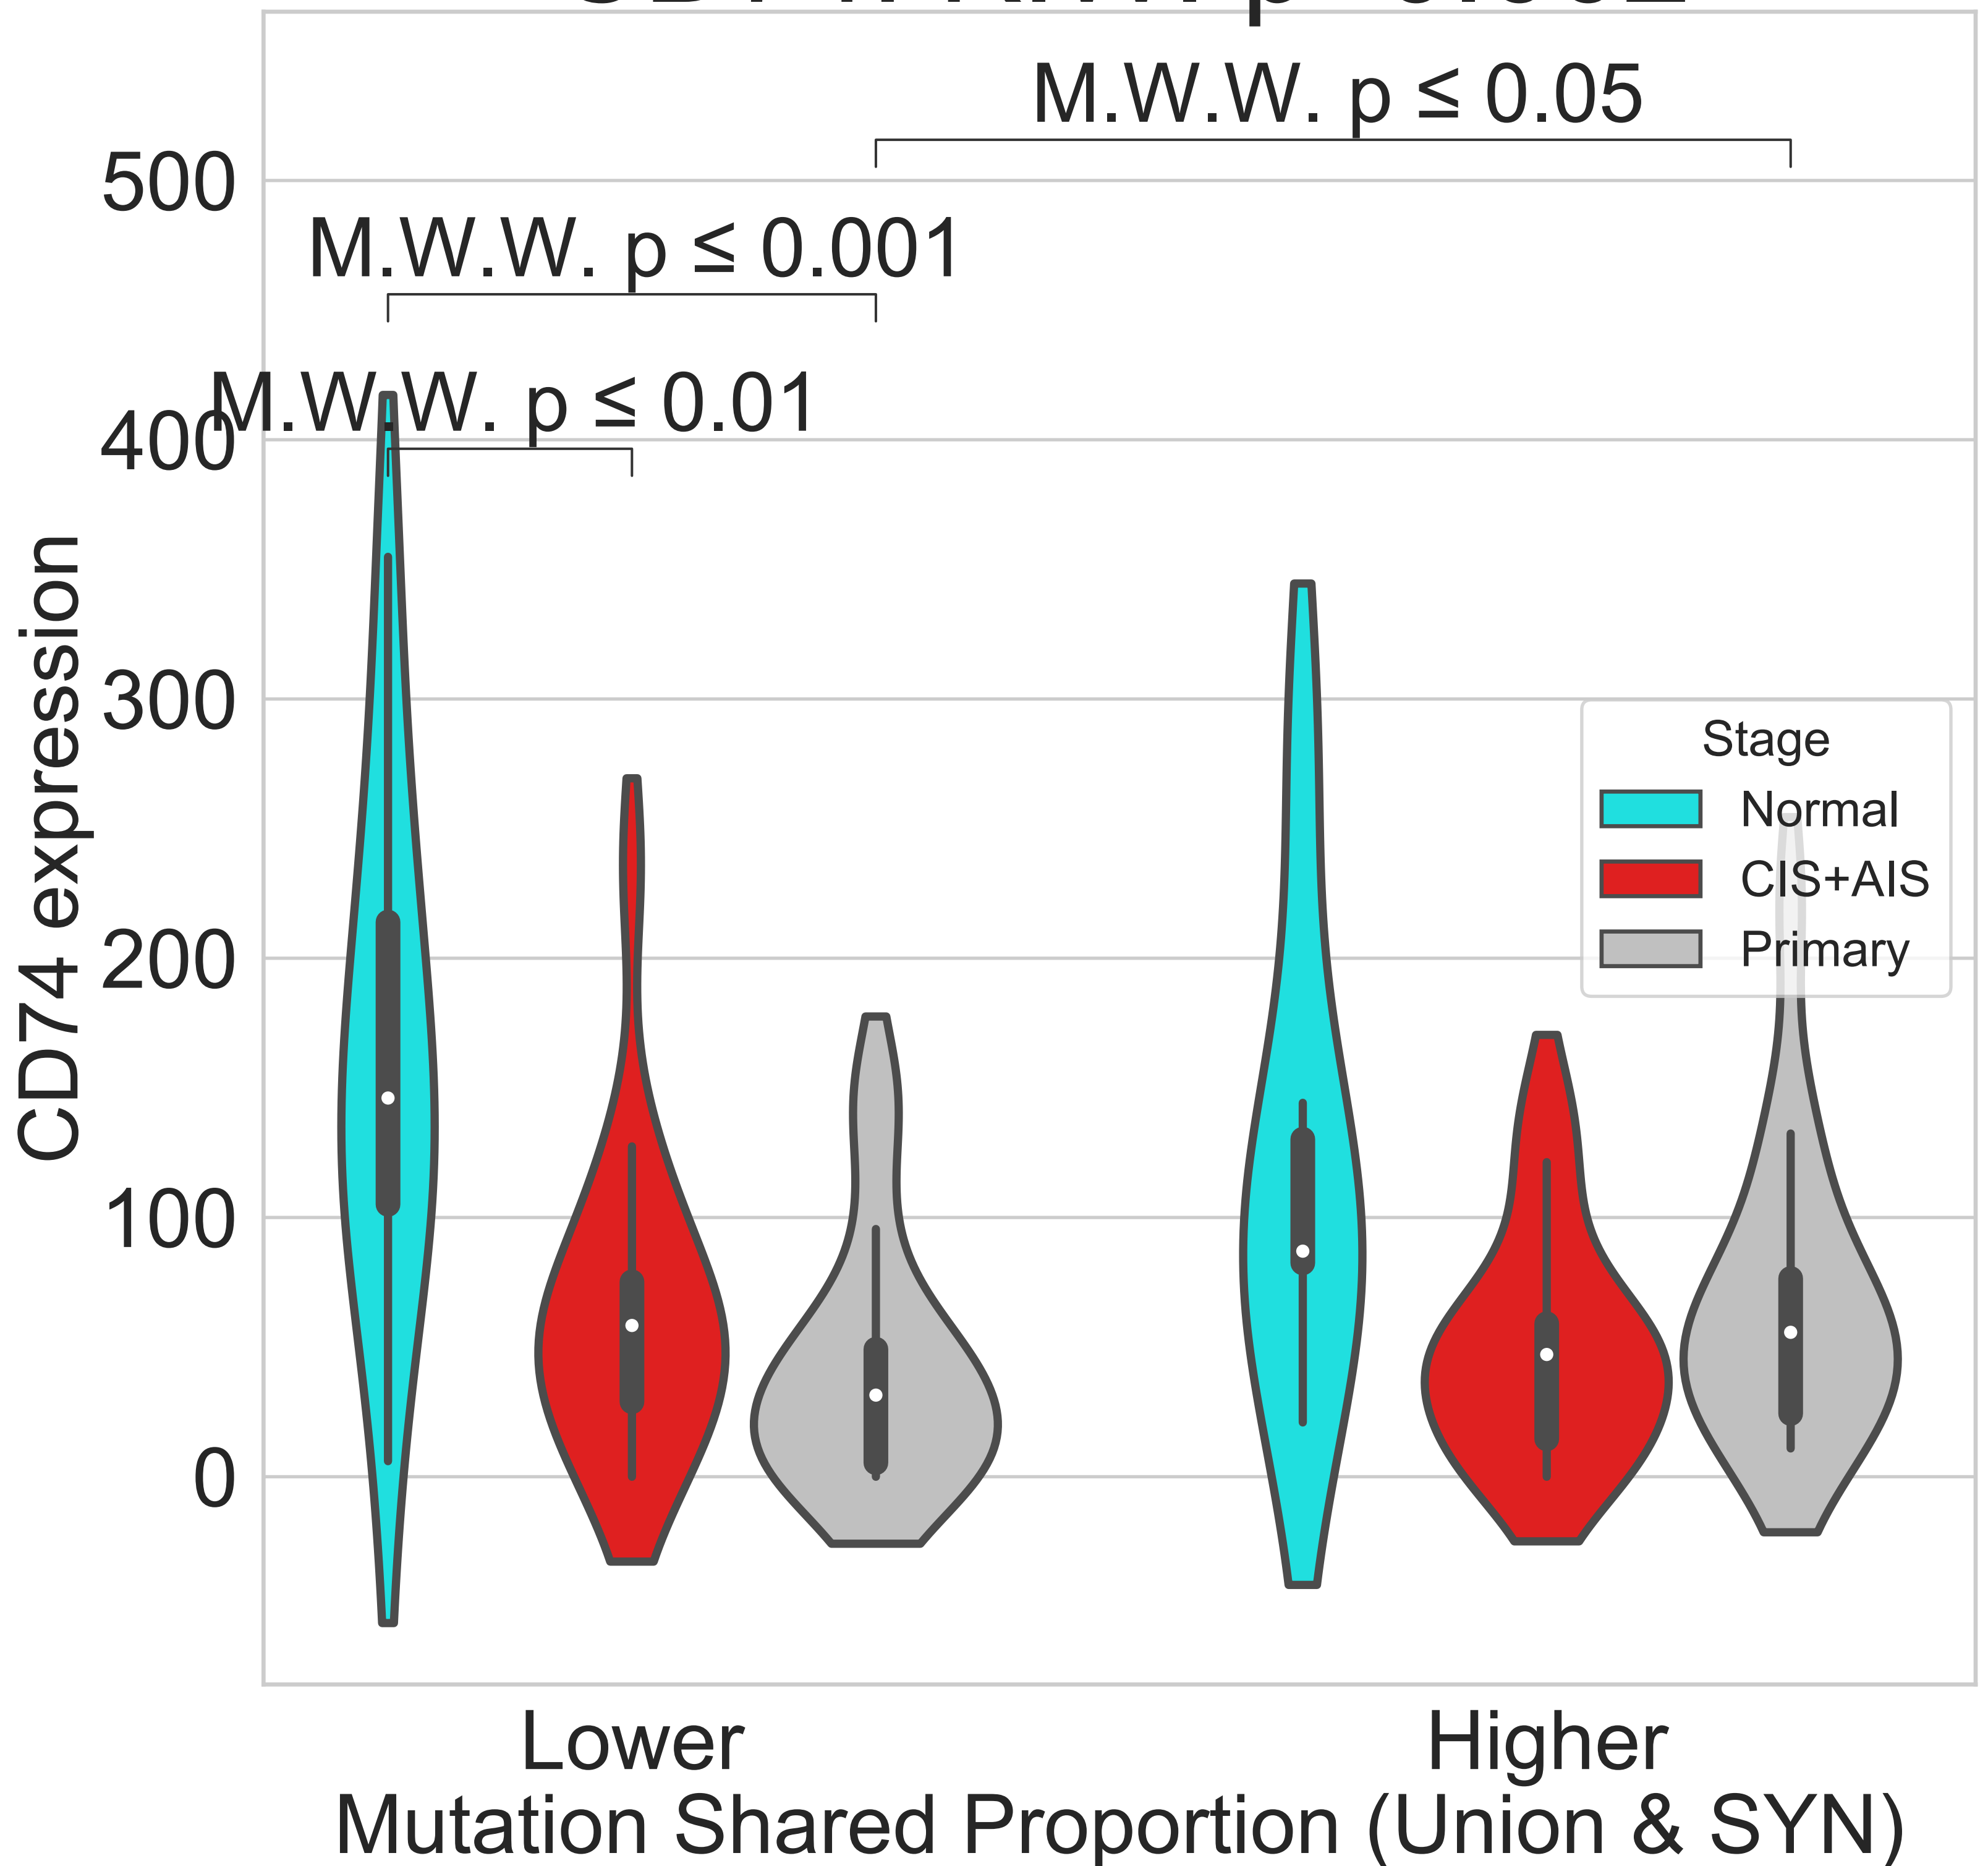 M.W.W. p ≤ 0.05
500
M.W.W. p ≤ 0.001
M.W.W. p ≤ 0.01
400
300
200
100
0
CD74 expression
Stage
Normal
CIS+AIS
Primary
Lower
Higher
Mutation Shared Proportion (Union & SYN)